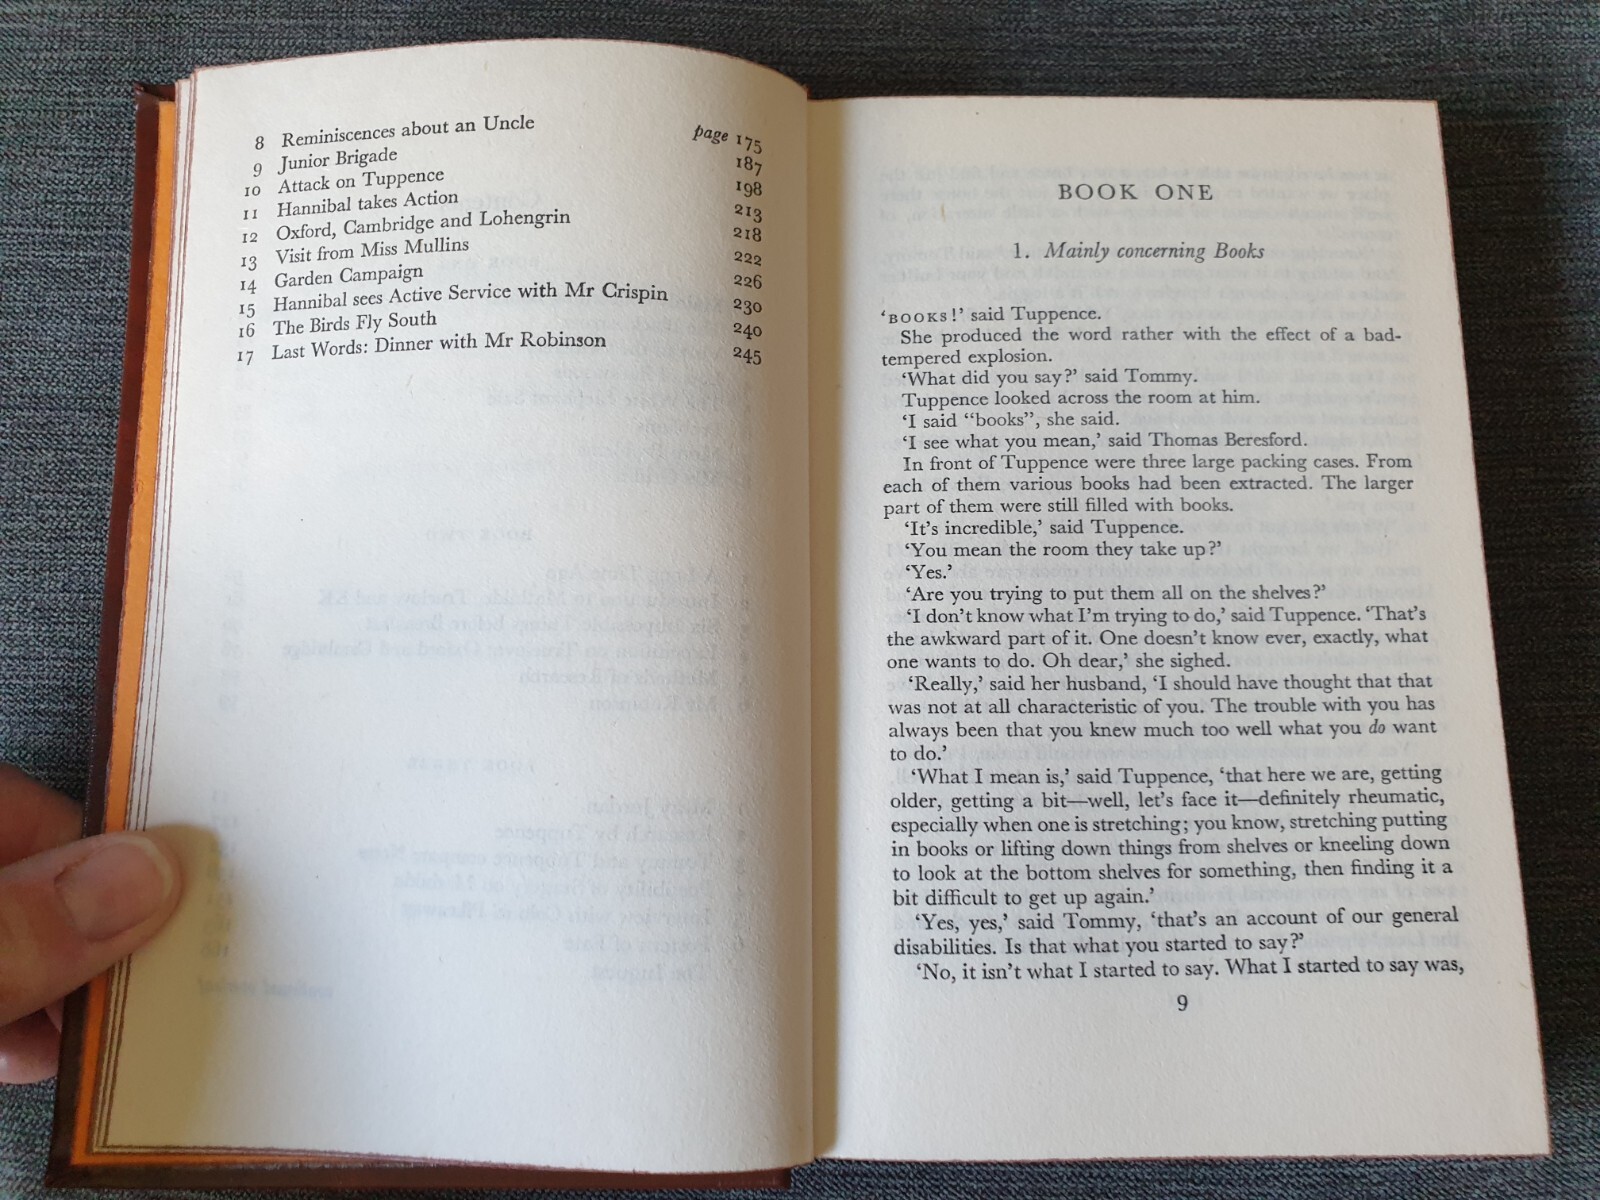 8 Reminiscences about an Uncle page 175
9 Junior Brigade 187
10 Attack on Tuppence 198
11 Hannibal takes Action 213
12 Oxford, Cambridge and Lohengrin 218
13 Visit from Miss Mullins 222
14 Garden Campaign 226
15 Hannibal sees Active Service with Mr Crispin 230
16 The Birds Fly South 240
17 Last Words: Dinner with Mr Robinson 245
BOOK ONE
1. Mainly concerning Books
‘BOOKS!’ said Tuppence.
She produced the word rather with the effect of a bad-
tempered explosion.
‘What did you say?’ said Tommy.
Tuppence looked across the room at him.
‘I said “books”, she said.
‘I see what you mean,’ said Thomas Beresford.
In front of Tuppence were three large packing cases. From
each of them various books had been extracted. The larger
part of them were still filled with books.
‘It's incredible,’ said Tuppence.
‘You mean the room they take up?’
‘Yes.’
‘Are you trying to put them all on the shelves?’
‘I don't know what I'm trying to do,’ said Tuppence. ‘That's
the awkward part of it. One doesn't know ever, exactly, what
one wants to do. Oh dear,’ she sighed.
‘Really,’ said her husband, ‘I should have thought that that
was not at all characteristic of you. The trouble with you has
always been that you knew much too well what you do want
to do.’
‘What I mean is,’ said Tuppence, ‘that here we are, getting
older, getting a bit—well, let's face it—definitely rheumatic,
especially when one is stretching; you know, stretching putting
in books or lifting down things from shelves or kneeling down
to look at the bottom shelves for something, then finding it a
bit difficult to get up again.’
‘Yes, yes,’ said Tommy, ‘that's an account of our general
disabilities. Is that what you started to say?’
‘No, it isn't what I started to say. What I started to say was,
9